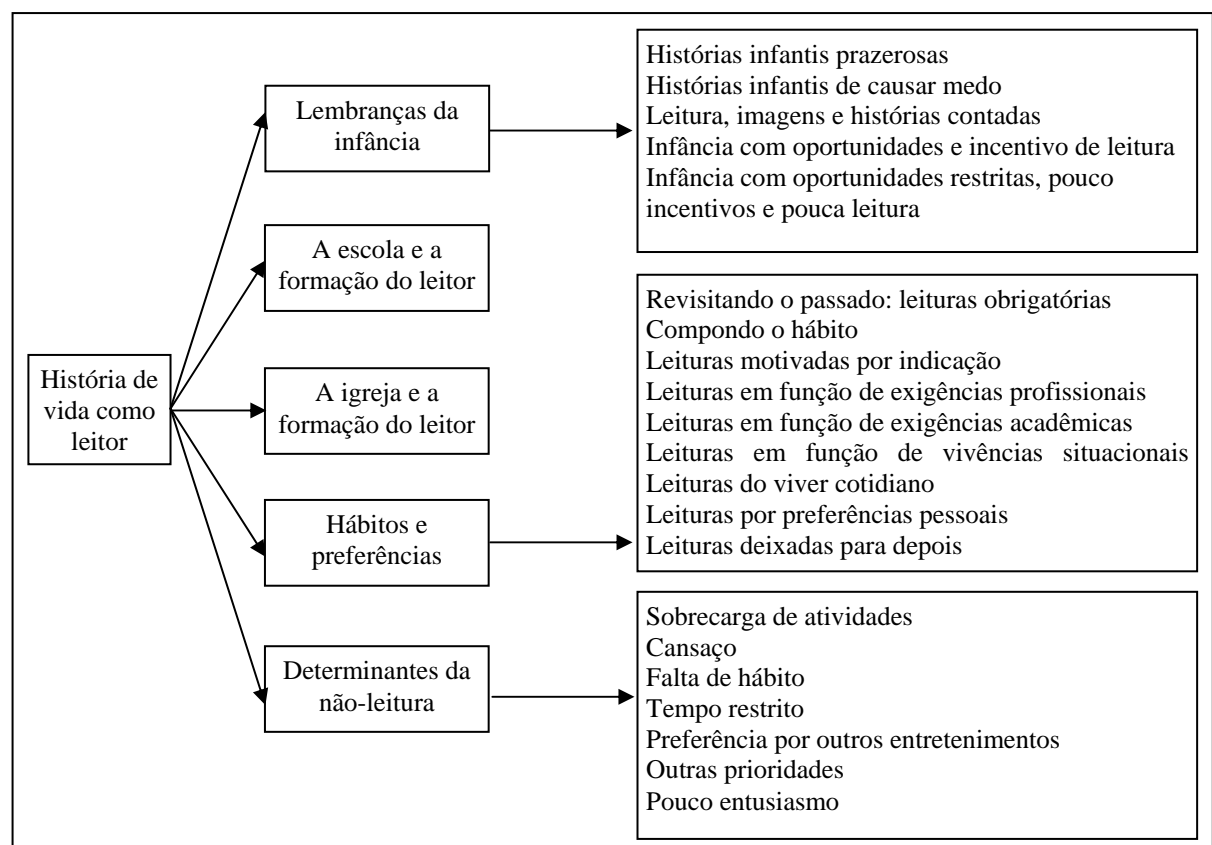 História de
vida como
leitor
Lembranças da
infância
Histórias infantis prazerosas
Histórias infantis de causar medo
Leitura, imagens e histórias contadas
Infância com oportunidades e incentivo de leitura
Infância com oportunidades restritas, pouco
incentivos e pouca leitura
A escola e a
formação do leitor
A igreja e a
formação do leitor
Hábitos e
preferências
Revisitando o passado: leituras obrigatórias
Compondo o hábito
Leituras motivadas por indicação
Leituras em função de exigências profissionais
Leituras em função de exigências acadêmicas
Leituras em função de vivências situacionais
Leituras do viver cotidiano
Leituras por preferências pessoais
Leituras deixadas para depois
Determinantes da
não-leitura
Sobrecarga de atividades
Cansaço
Falta de hábito
Tempo restrito
Preferência por outros entretenimentos
Outras prioridades
Pouco entusiasmo